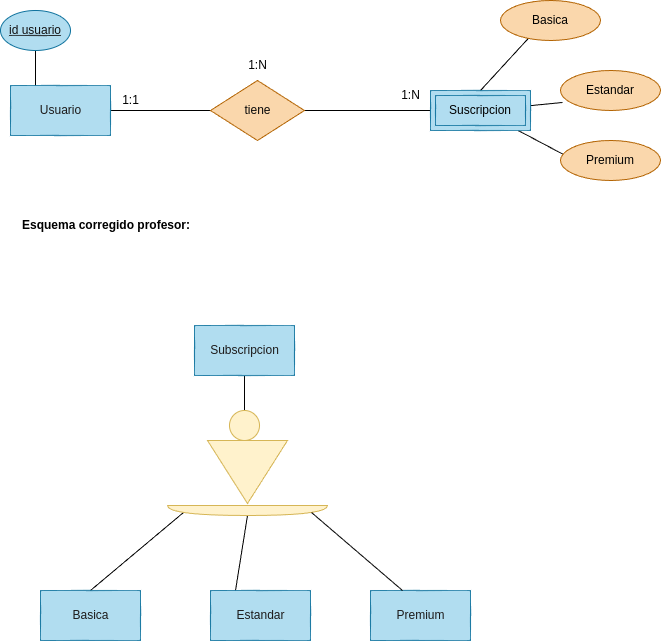 id usuario
Basica
1:N
Usuario
1:1
tiene
1:N
Suscripcion
Estandar
Premium
Esquema corregido profesor:
Subscripcion
Basica
Estandar
Premium